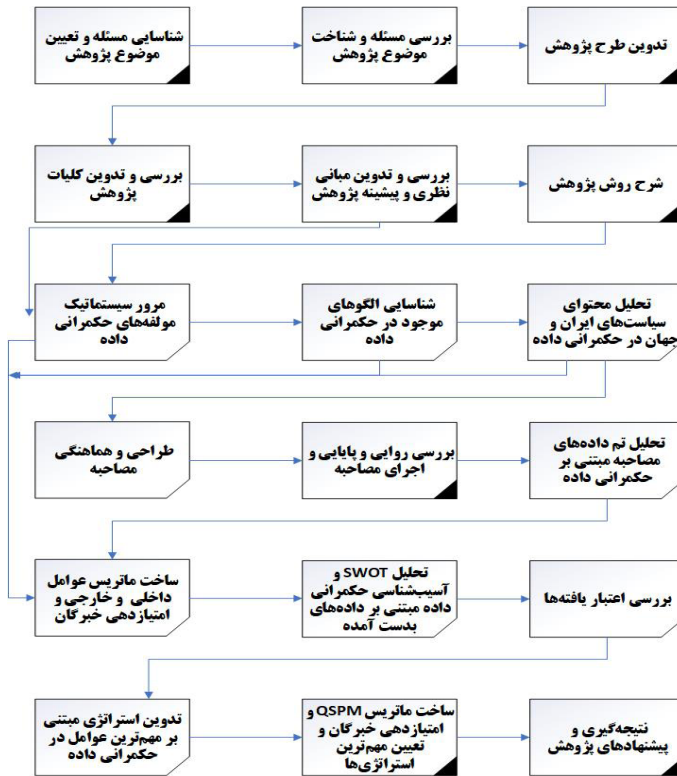 شناسایی مسئله و تعیین
موضوع پژوهش
بررسی مسئله و شناخت
موضوع پژوهش
تدوین طرح پژوهش
بررسی و تدوین کلیات
پژوهش
بررسی و تدوین مبانی
نظری و پیشینه پژوهش
شرح روش پژوهش
مرور سیستماتیک
مولفه‌های حکمرانی
داده
شناسایی الگوهای
موجود در حکمرانی
داده
تحلیل محتوای
سیاست‌های ایران و
جهان در حکمرانی داده
طراحی و هماهنگی
مصاحبه
بررسی روایی و پایایی و
اجرای مصاحبه
تحلیل تم داده‌های
مصاحبه مبتنی بر
حکمرانی داده
ساخت ماتریس عوامل
داخلی و خارجی و
امتیازدهی خبرگان
تحلیل SWOT و
آسیب‌شناسی حکمرانی
داده مبتنی بر داده‌های
بدست آمده
بررسی اعتبار یافته‌ها
تدوین استراتژی مبتنی
بر مهم‌ترین عوامل در
حکمرانی داده
ساخت ماتریس QSPM و
امتیازدهی خبرگان و
تعیین مهم‌ترین
استراتژی‌ها
نتیجه‌گیری و
پیشنهادهای پژوهش